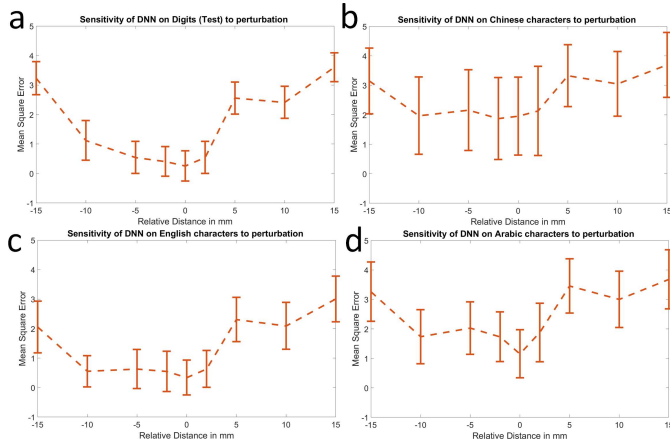 a
Sensitivity of DNN on Digits (Test) to perturbation
5
4
3
2
1
0
-1
Mean Square Error
-15 -10 -5 0 5 10 15
Relative Distance in mm
b
Sensitivity of DNN on Chinese characters to perturbation
5
4
3
2
1
0
-1
Mean Square Error
-15 -10 -5 0 5 10 15
Relative Distance in mm
c
Sensitivity of DNN on English characters to perturbation
5
4
3
2
1
0
-1
Mean Square Error
-15 -10 -5 0 5 10 15
Relative Distance in mm
d
Sensitivity of DNN on Arabic characters to perturbation
5
4
3
2
1
0
-1
Mean Square Error
-15 -10 -5 0 5 10 15
Relative Distance in mm